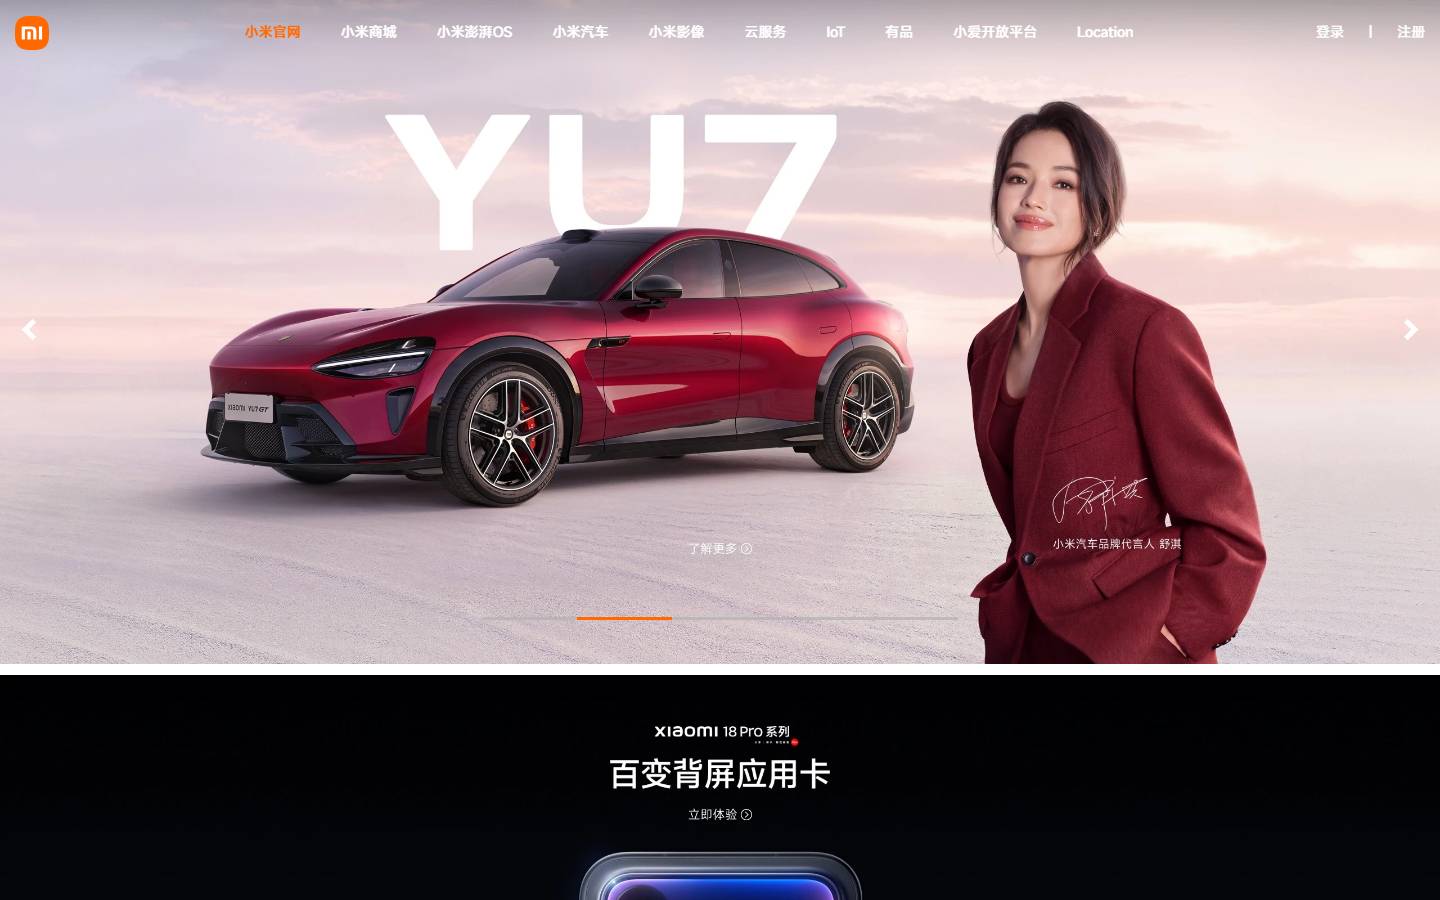 小米官网 小米商城 小米澎湃OS 小米汽车 小米影像 云服务 IoT 有品 小爱开放平台 Location 登录 | 注册
YU7
XIAOMI YU7 GT
小米汽车品牌代言人 舒淇
了解更多
xiaomi 18 Pro 系列
百变背屏应用卡
立即体验